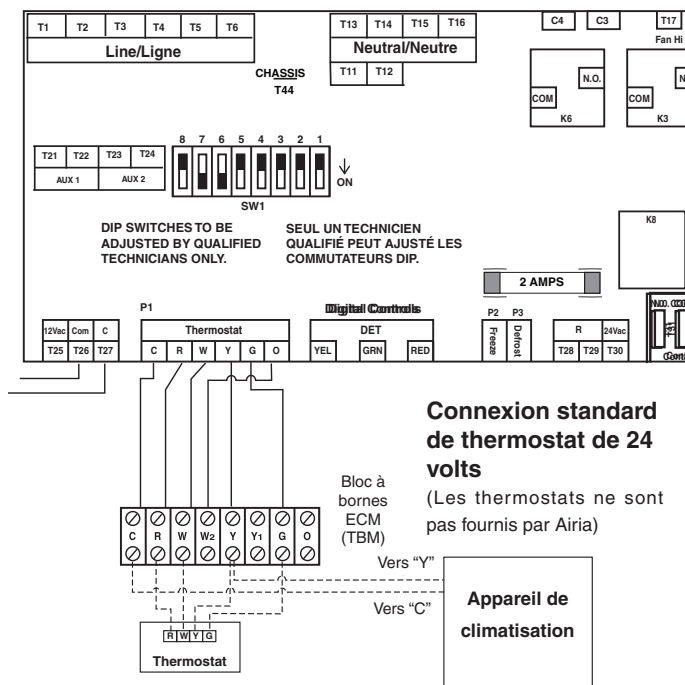 T1 T2 T3 T4 T5 T6
Line/Ligne
T13 T14 T15 T16
Neutral/Neutre
T11 T12
CHASSIS
T44
C4 C3 T17
Fan Hi
N.O.
COM
K6
COM
K3
T21 T22 T23 T24
AUX 1 AUX 2
8 7 6 5 4 3 2 1
ON
SW1
DIP SWITCHES TO BE
ADJUSTED BY QUALIFIED
TECHNICIANS ONLY.
SEUL UN TECHNICIEN
QUALIFIÉ PEUT AJUSTÉ LES
COMMUTATEURS DIP.
K8
2 AMPS
P1
12Vac Com C
T25 T26 T27
Thermostat
C R W Y G O
Digital Controls
DET
YEL GRN RED
P2 P3
Freeze
Defrost
R 24Vac
T28 T29 T30
T31
Connexion standard
de thermostat de 24
volts
(Les thermostats ne sont
pas fournis par Airia)
Bloc à
bornes
ECM
(TBM)
C R W W2 Y Y1 G O
Vers “Y”
Vers “C”
Appareil de
climatisation
R W Y G
Thermostat